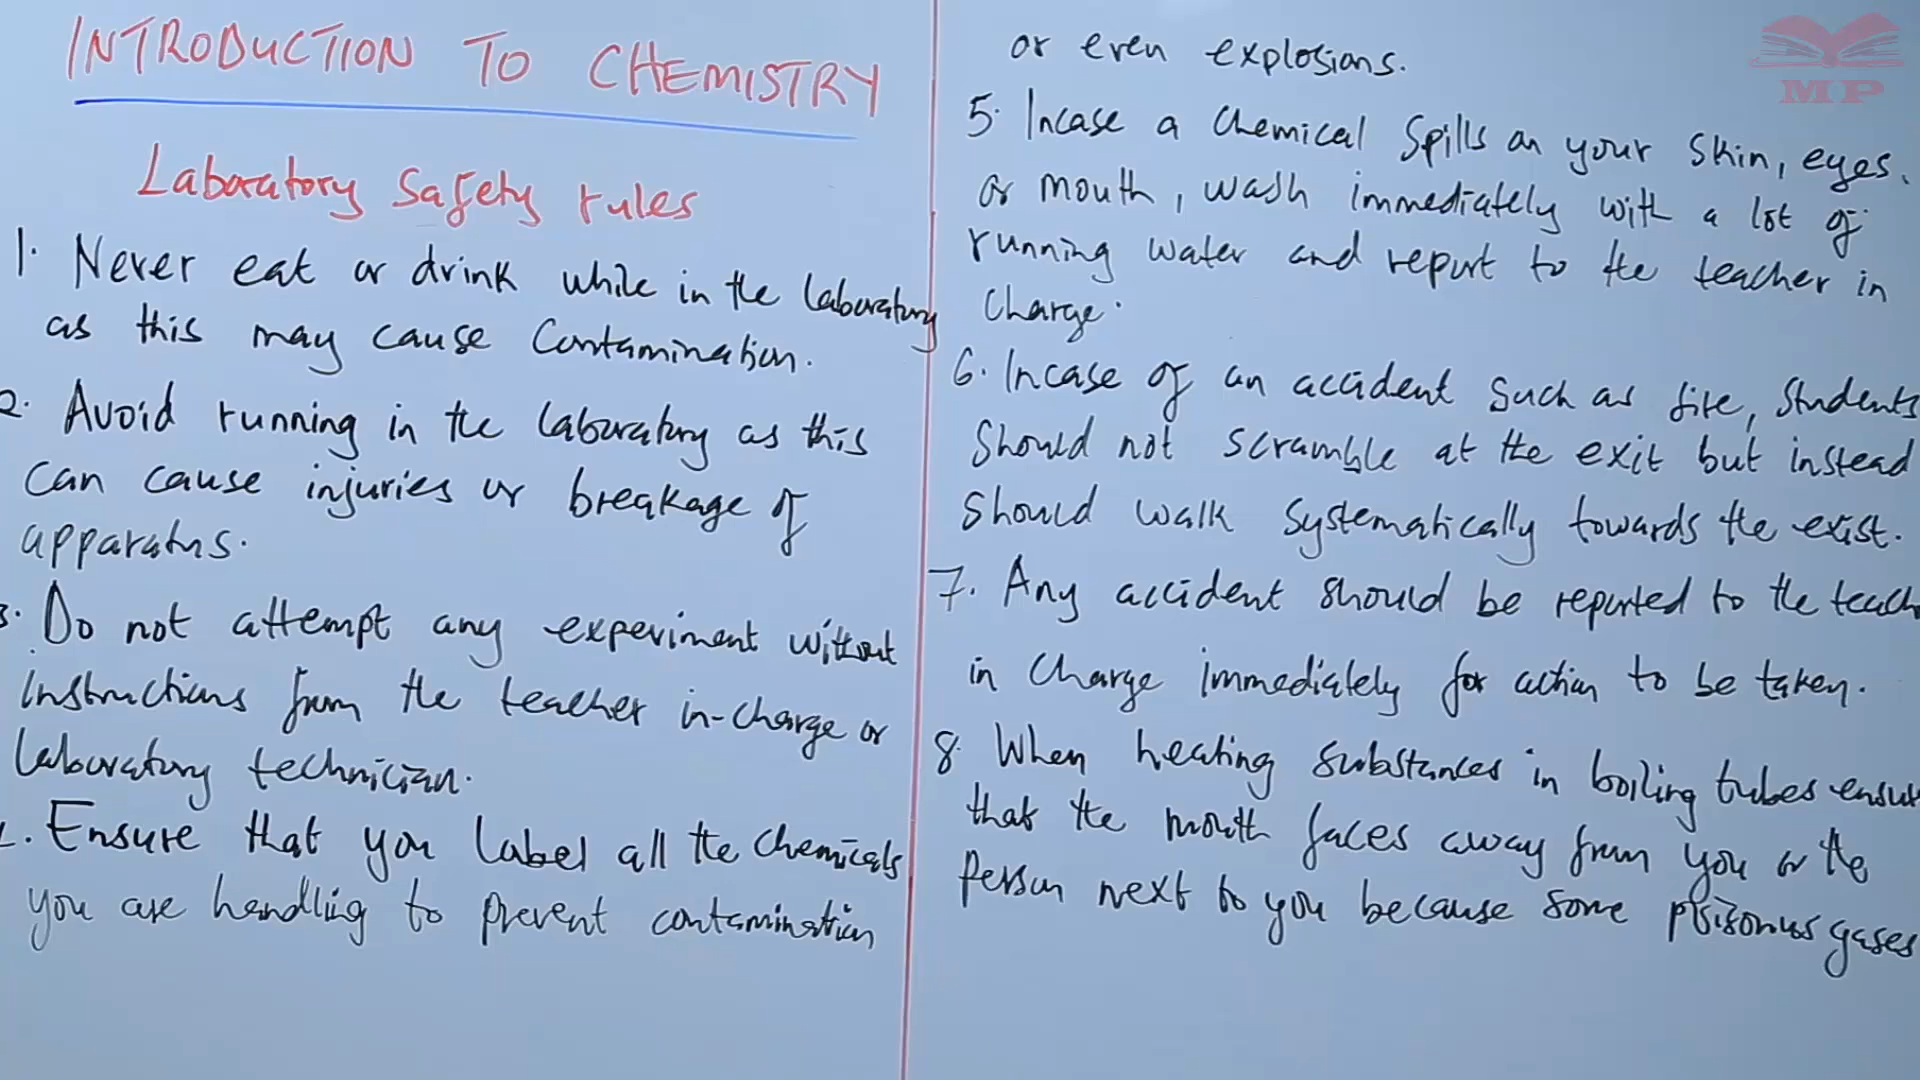 INTRODUCTION TO CHEMISTRY
Laboratory Safety rules
1. Never eat or drink while in the laboratory
as this may cause Contamination.
2. Avoid running in the laboratory as this
can cause injuries or breakage of
apparatus.
3. Do not attempt any experiment without
instructions from the teacher in-charge or
laboratory technician.
. Ensure that you label all the chemicals
you are handling to prevent contamination
or even explosions.
5. Incase a chemical spills on your skin, eyes,
or mouth, wash immediately with a lot of
running water and report to the teacher in
charge.
6. Incase of an accident such as fire, Students
Should not scramble at the exit but instead
Should walk systematically towards the exist.
7. Any accident should be reported to the teach
in charge immediately for action to be taken.
8. When heating substances in boiling tubes ensu
that the mouth faces away from you or the
person next to you because some poisonus gases
MP